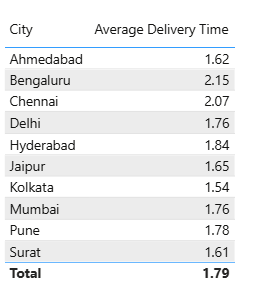 City Average Delivery Time
Ahmedabad 1.62
Bengaluru 2.15
Chennai 2.07
Delhi 1.76
Hyderabad 1.84
Jaipur 1.65
Kolkata 1.54
Mumbai 1.76
Pune 1.78
Surat 1.61
Total 1.79